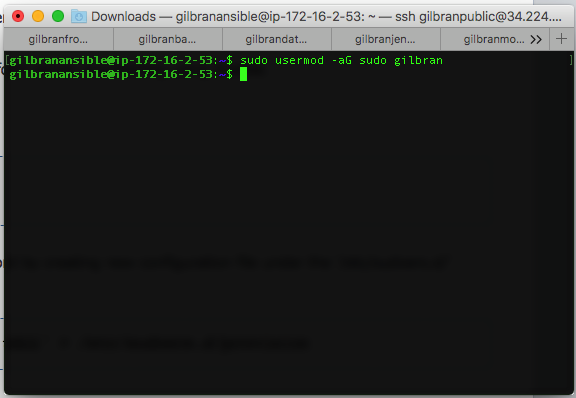 Downloads — gilbranansible@ip-172-16-2-53: ~ — ssh gilbranpublic@34.224....
gilbranfro... gilbranba... gilbrandat... gilbranjen... gilbranmo... >> +
[gilbranansible@ip-172-16-2-53:~$ sudo usermod -aG sudo gilbran ]
gilbranansible@ip-172-16-2-53:~$